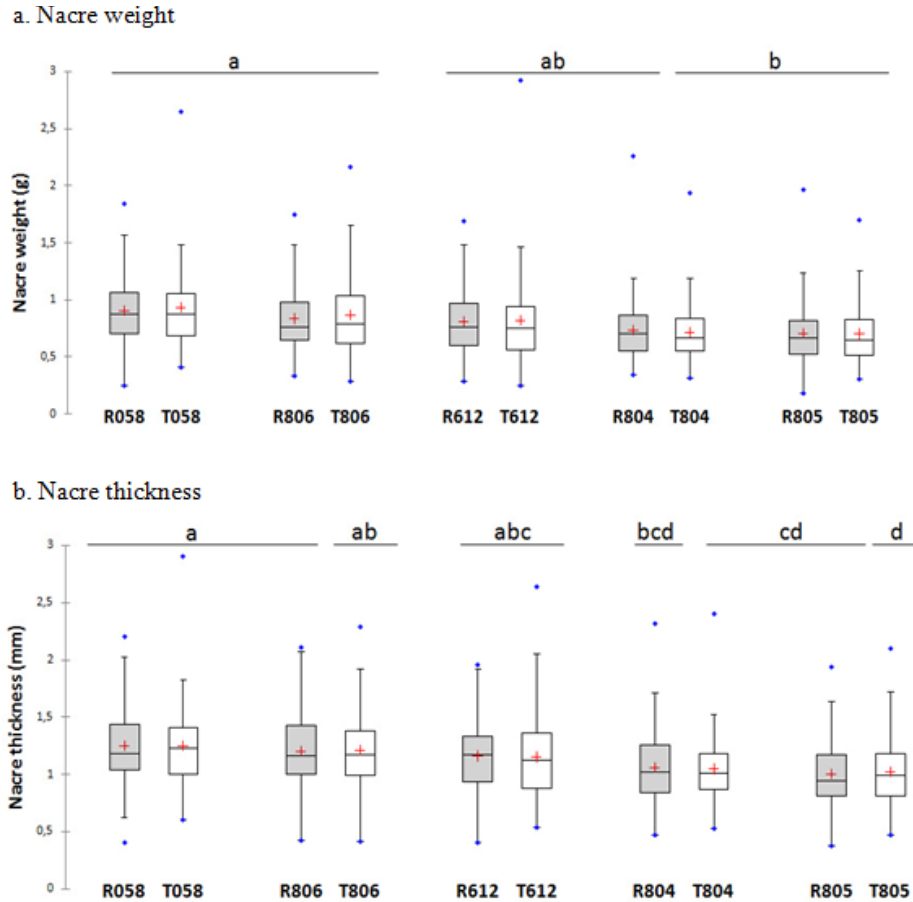 a. Nacre weight
a ab b
3
2,5
2
1,5
1
0,5
0
Nacre weight (g)
R058 T058 R806 T806 R612 T612 R804 T804 R805 T805
b. Nacre thickness
a ab abc bcd cd d
3
2,5
2
1,5
1
0,5
0
Nacre thickness (mm)
R058 T058 R806 T806 R612 T612 R804 T804 R805 T805